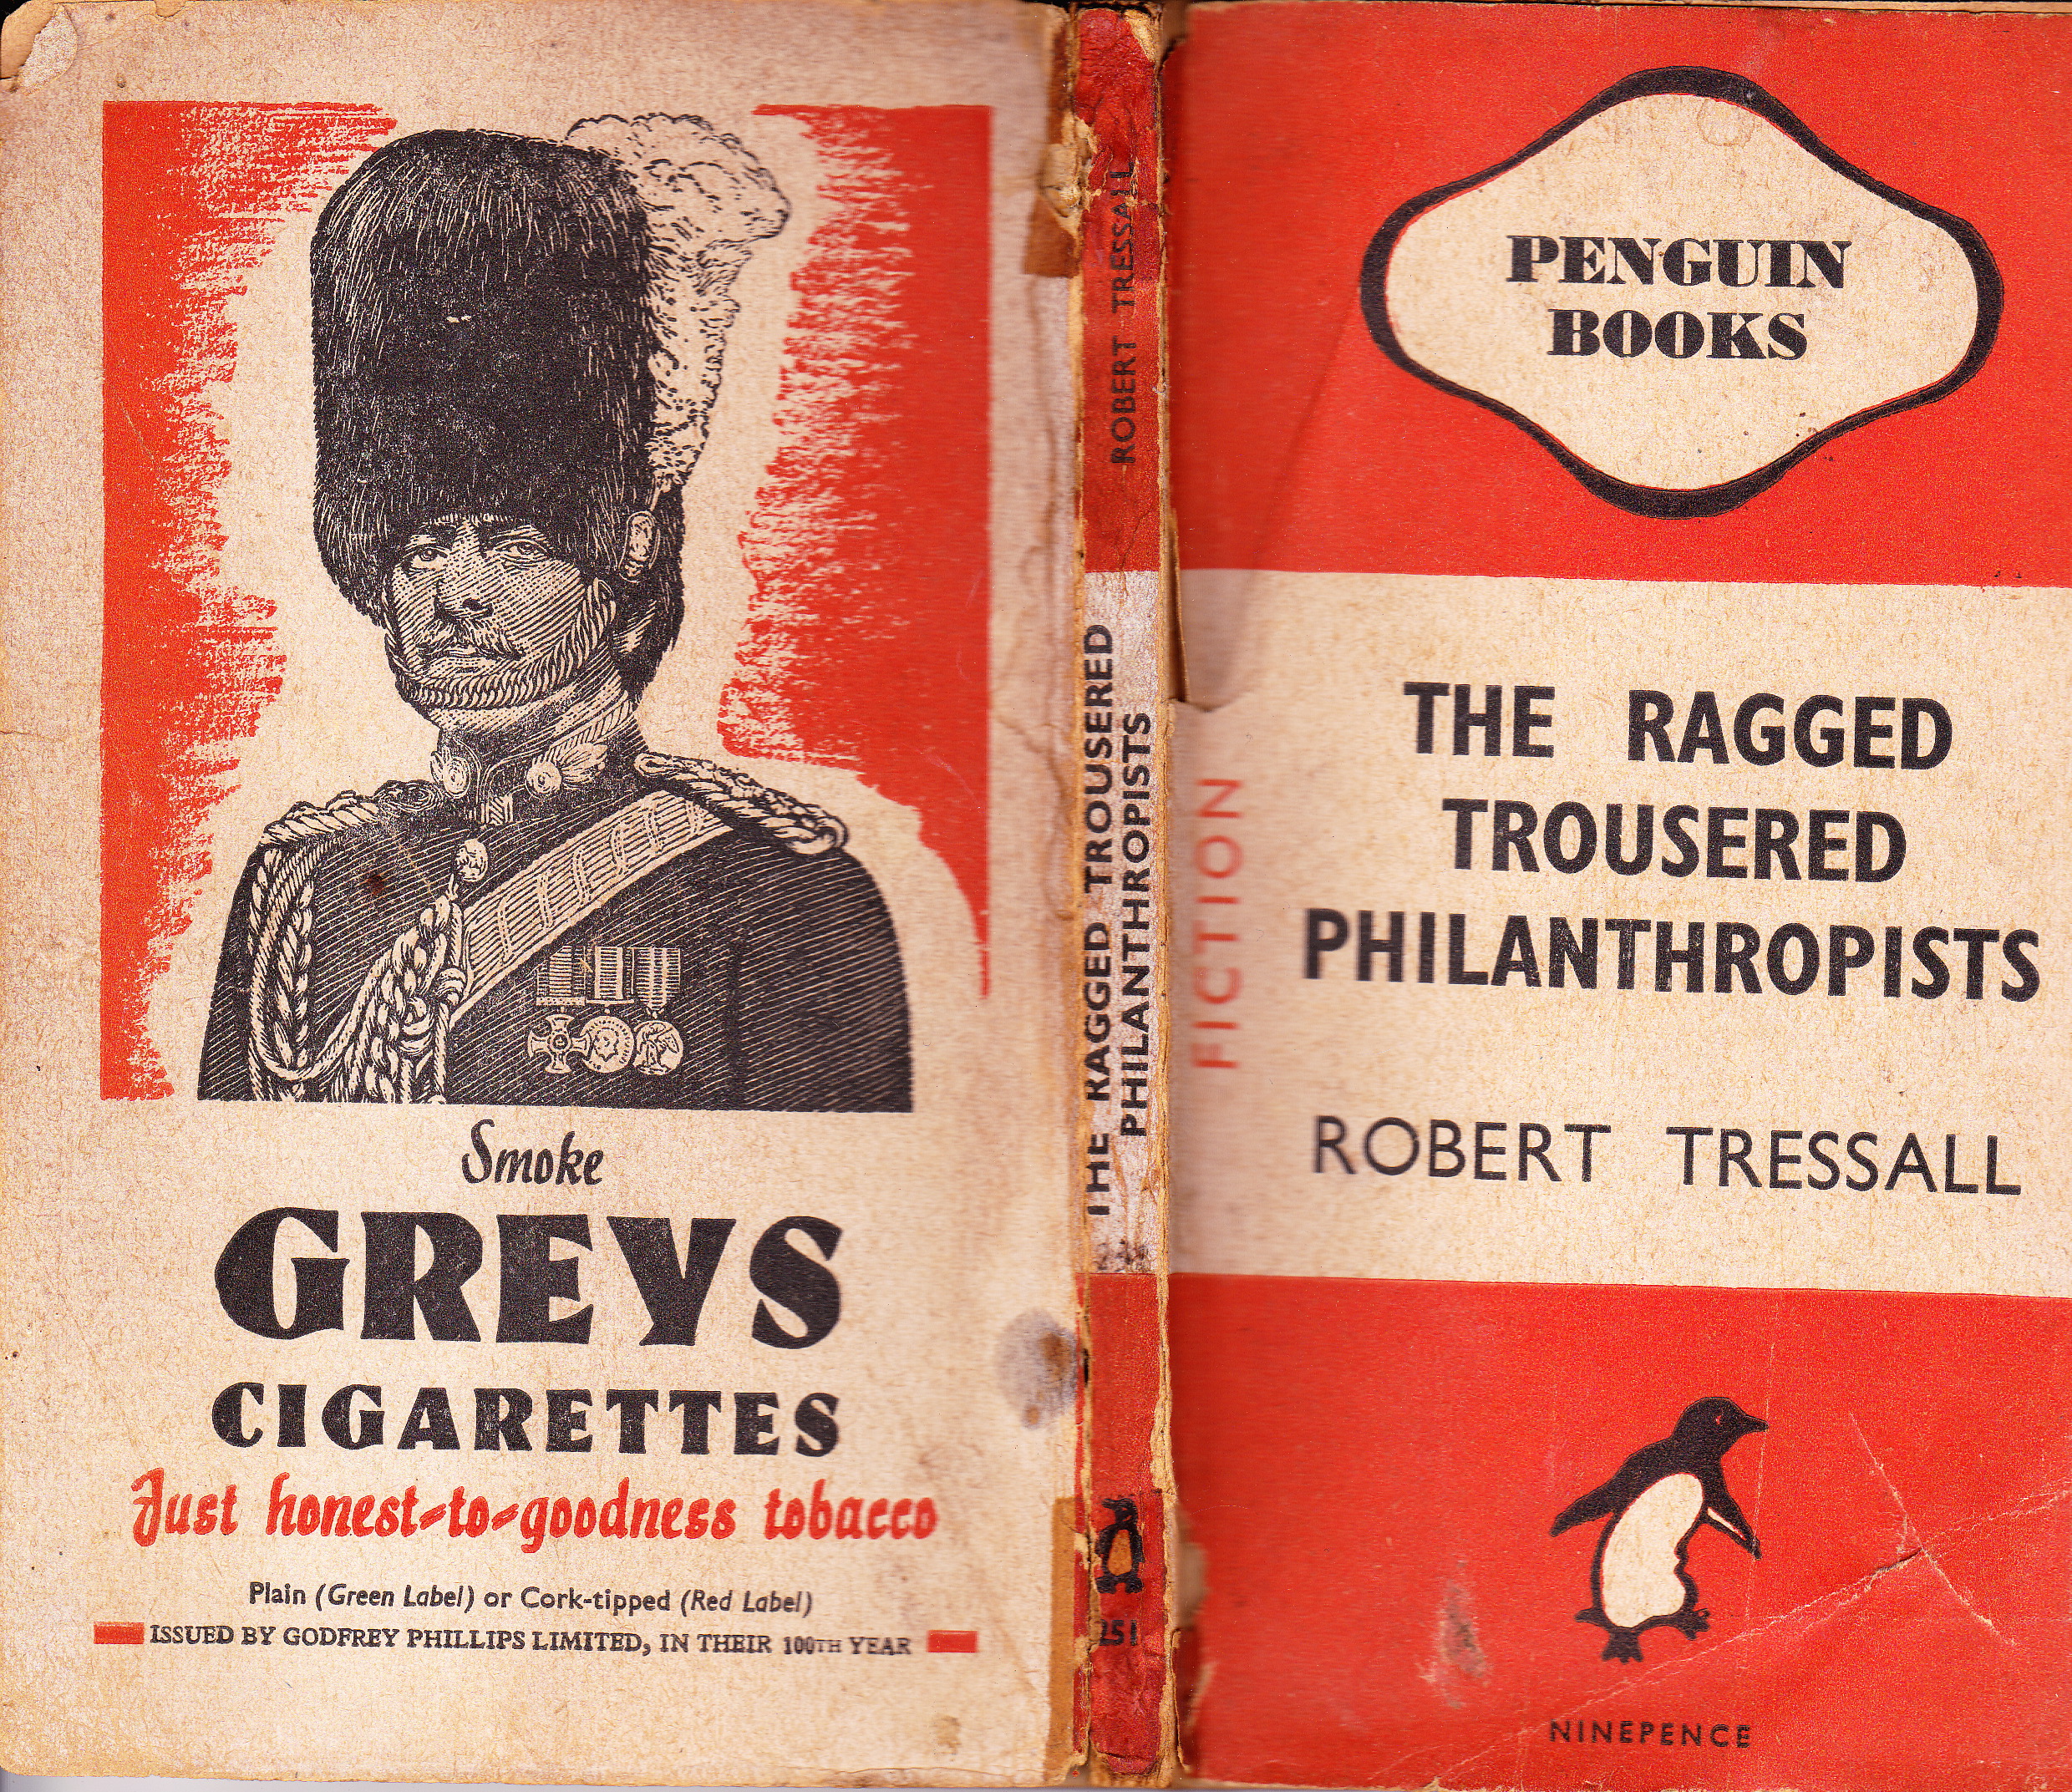 Smoke
GREYS
CIGARETTES
Just honest-to-goodness tobacco
Plain (Green Label) or Cork-tipped (Red Label)
ISSUED BY GODFREY PHILLIPS LIMITED, IN THEIR 100TH YEAR
ROBERT TRESSALL
THE RAGGED TROUSERED
PHILANTHROPISTS
251
PENGUIN
BOOKS
FICTION
THE RAGGED
TROUSERED
PHILANTHROPISTS
ROBERT TRESSALL
NINEPENCE